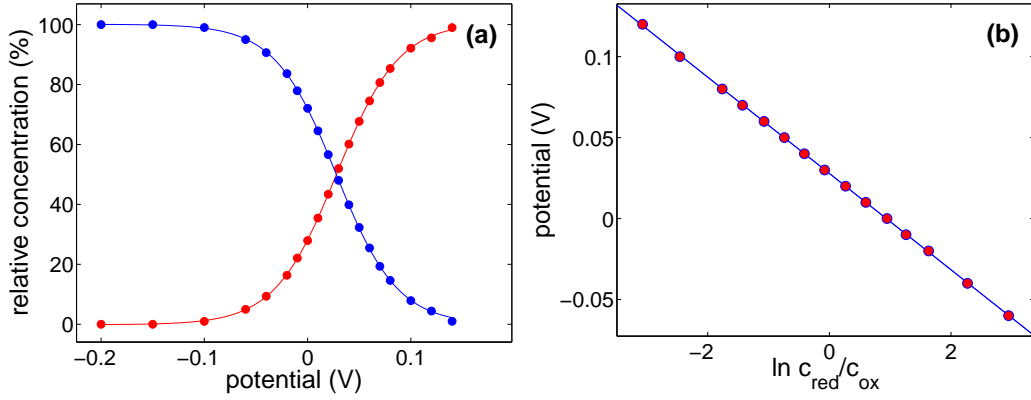 (a)
relative concentration (%)
100
80
60
40
20
0
−0.2
−0.1
0
0.1
potential (V)
(b)
potential (V)
0.1
0.05
0
−0.05
−2
0
2
ln c_red/c_ox